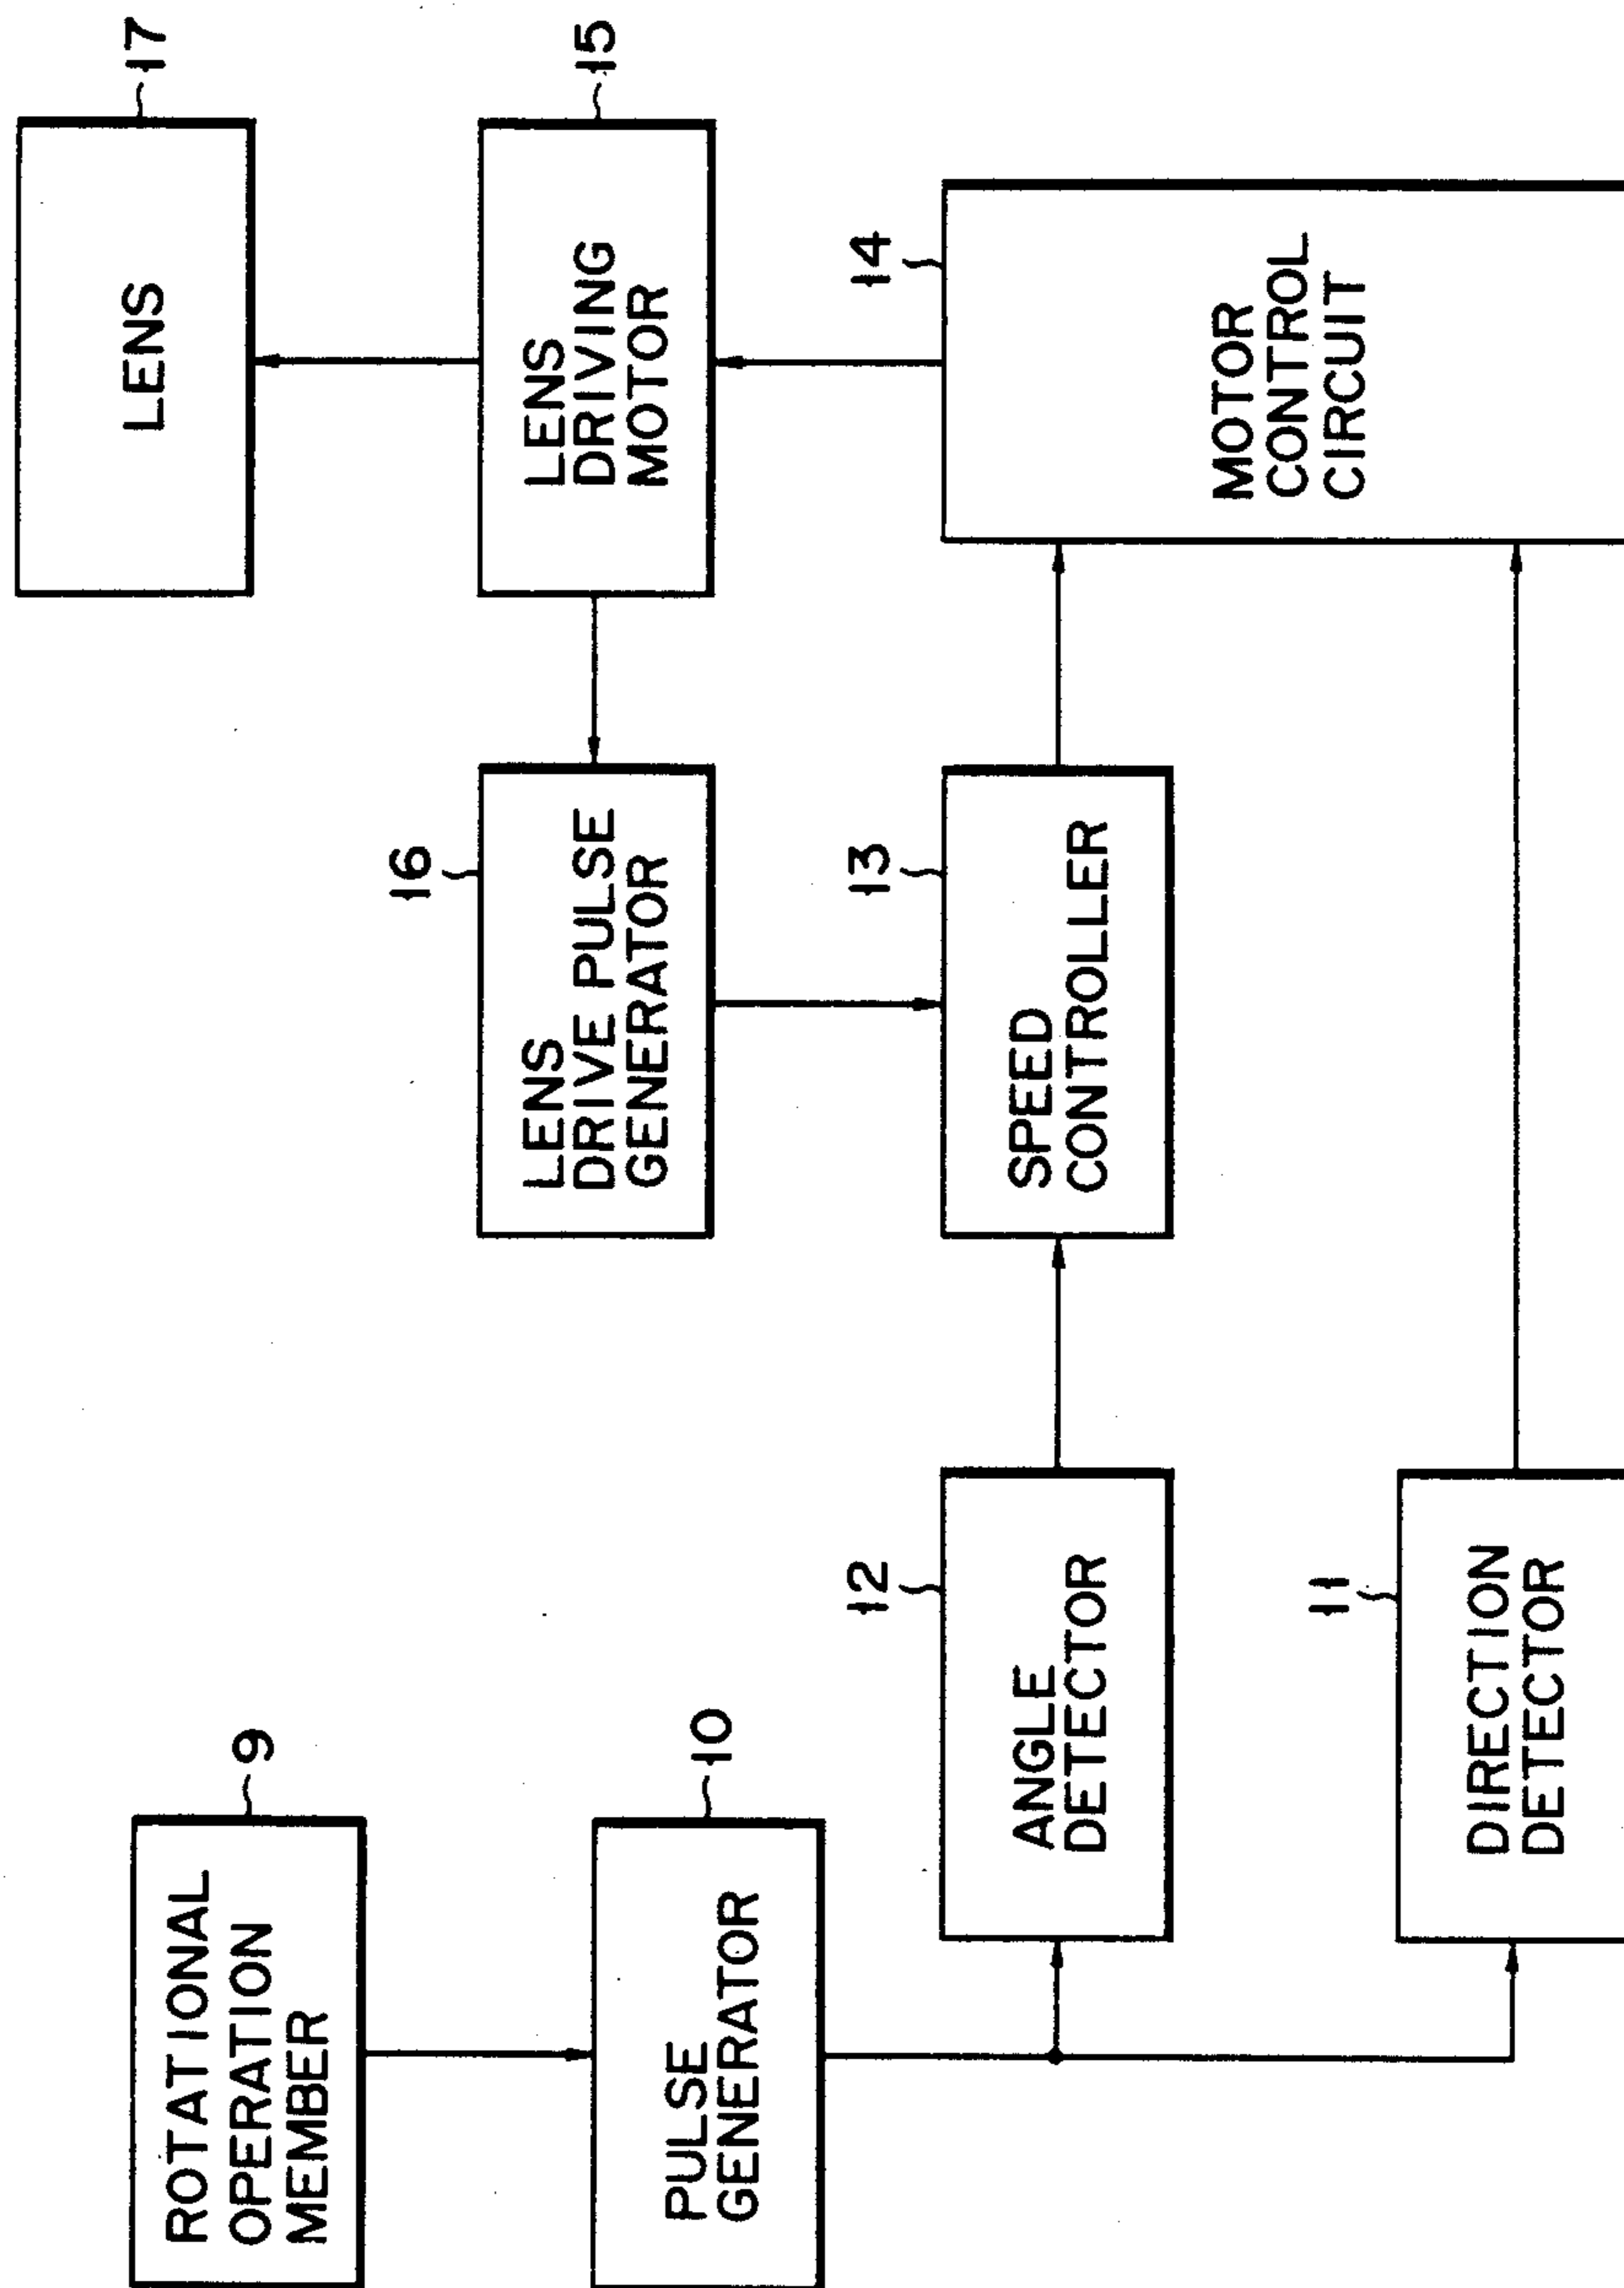 ROTATIONAL
OPERATION
MEMBER
9
PULSE
GENERATOR
10
ANGLE
DETECTOR
12
DIRECTION
DETECTOR
11
LENS
DRIVE PULSE
GENERATOR
16
SPEED
CONTROLLER
13
LENS
17
LENS
DRIVING
MOTOR
15
MOTOR
CONTROL
CIRCUIT
14